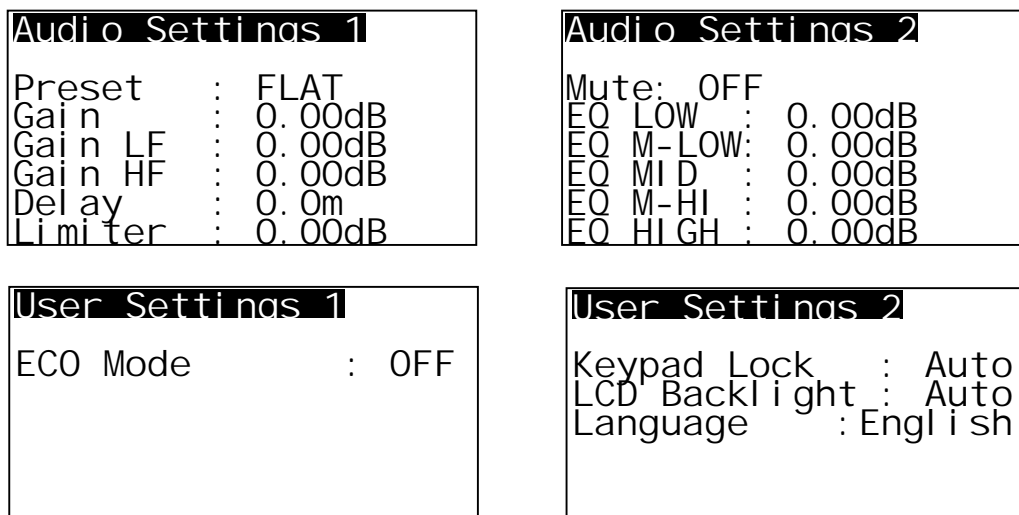 Audio Settings 1
Preset : FLAT
Gain : 0.00dB
Gain LF : 0.00dB
Gain HF : 0.00dB
Delay : 0.0m
Limiter : 0.00dB
Audio Settings 2
Mute: OFF
EQ LOW : 0.00dB
EQ M-LOW: 0.00dB
EQ MID : 0.00dB
EQ M-HI : 0.00dB
EQ HIGH : 0.00dB
User Settings 1
ECO Mode : OFF
User Settings 2
Keypad Lock : Auto
LCD Backlight : Auto
Language :English